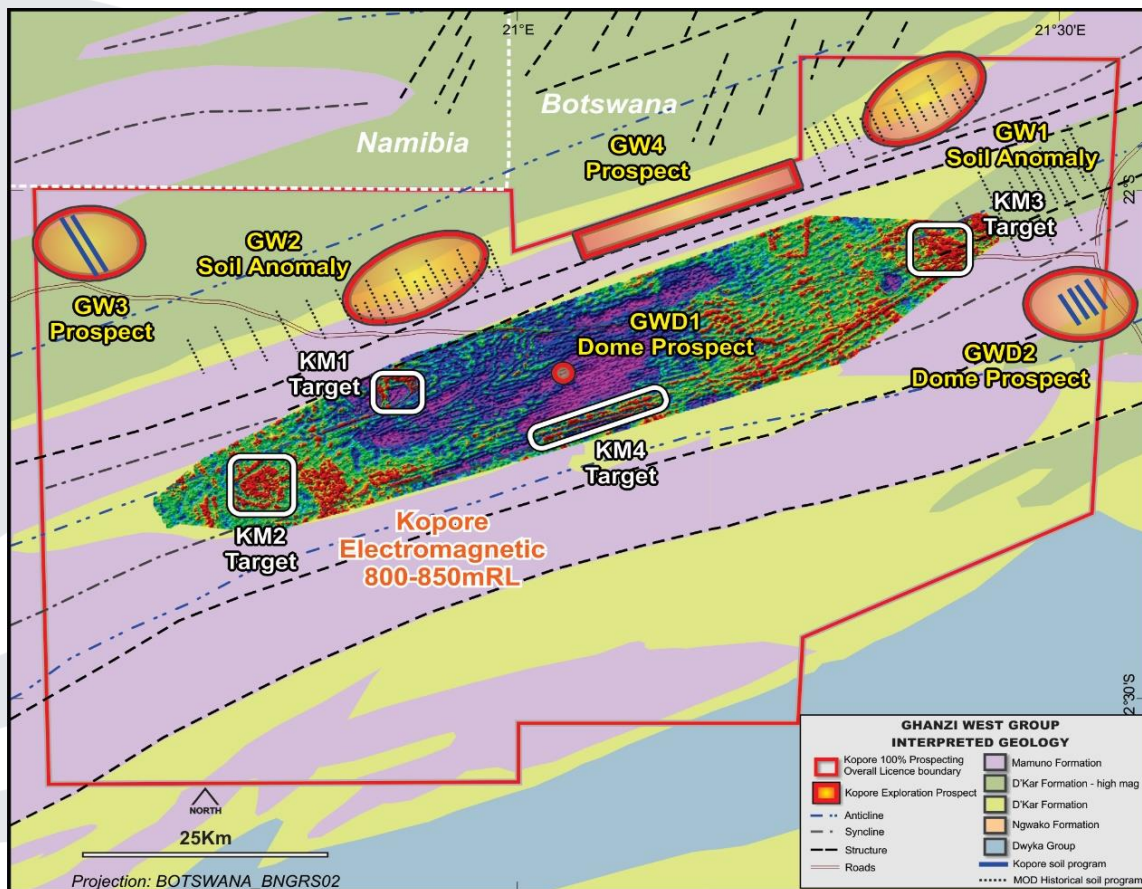 21°E
21°30'E
Botswana
Namibia
GW4
Prospect
GW1
Soil Anomaly
22°S
KM3
Target
GW2
Soil Anomaly
GW3
Prospect
GWD1
Dome Prospect
KM1
Target
GWD2
Dome Prospect
KM4
Target
KM2
Target
Kopore
Electromagnetic
800-850mRL
2°30'S
NORTH
25Km
Projection: BOTSWANA_BNGRS02
GHANZI WEST GROUP
INTERPRETED GEOLOGY
Kopore 100% Prospecting
Overall Licence boundary
Kopore Exploration Prospect
Anticline
Syncline
Structure
Roads
Mamuno Formation
D'Kar Formation - high mag
D'Kar Formation
Ngwako Formation
Dwyka Group
Kopore soil program
MOD Historical soil program